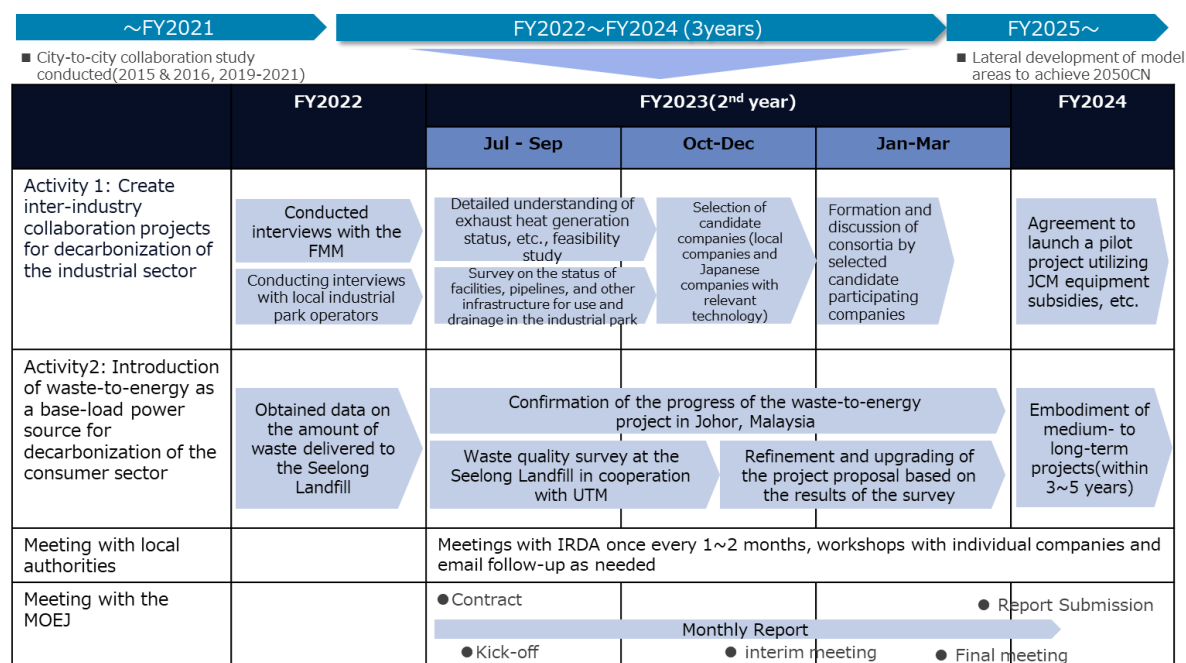 ～FY2021
FY2022～FY2024 (3years)
FY2025～
■ City-to-city collaboration study
conducted(2015 & 2016, 2019-2021)
■ Lateral development of model
areas to achieve 2050CN
FY2022
FY2023(2nd year)
FY2024
Jul - Sep
Oct-Dec
Jan-Mar
Activity 1: Create
inter-industry
collaboration projects
for decarbonization of
the industrial sector
Conducted
interviews with the
FMM
Conducting interviews
with local industrial
park operators
Detailed understanding of
exhaust heat generation
status, etc., feasibility
study
Survey on the status of
facilities, pipelines, and other
infrastructure for use and
drainage in the industrial park
Selection of
candidate
companies (local
companies and
Japanese
companies with
relevant
technology)
Formation and
discussion of
consortia by
selected
candidate
participating
companies
Agreement to
launch a pilot
project utilizing
JCM equipment
subsidies, etc.
Activity2: Introduction
of waste-to-energy as
a base-load power
source for
decarbonization of the
consumer sector
Obtained data on
the amount of
waste delivered to
the Seelong
Landfill
Confirmation of the progress of the waste-to-energy
project in Johor, Malaysia
Waste quality survey at the
Seelong Landfill in cooperation
with UTM
Refinement and upgrading of
the project proposal based on
the results of the survey
Embodiment of
medium- to
long-term
projects(within
3~5 years)
Meeting with local
authorities
Meetings with IRDA once every 1~2 months, workshops with individual companies and
email follow-up as needed
Meeting with the
MOEJ
●Contract
● Report Submission
Monthly Report
●Kick-off
● interim meeting
● Final meeting